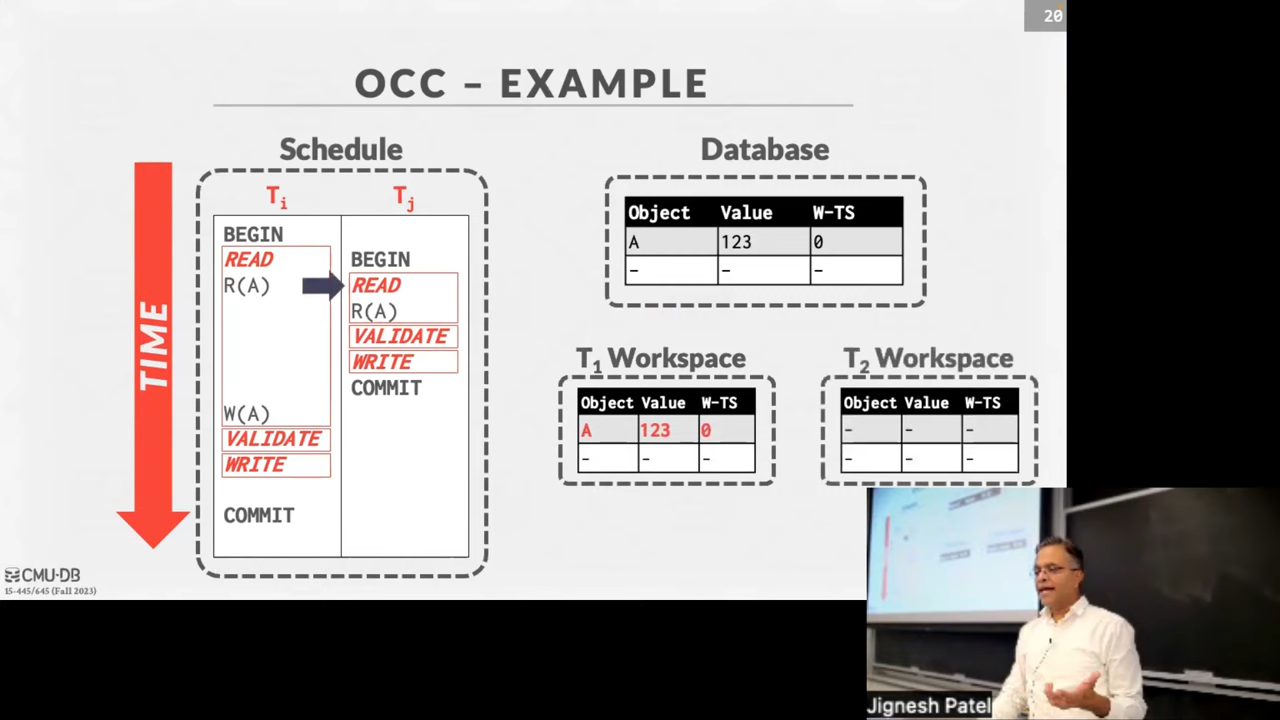 20
OCC – EXAMPLE
Schedule
Ti Tj
BEGIN
READ BEGIN
R(A) READ
R(A)
VALIDATE
WRITE
COMMIT
W(A)
VALIDATE
WRITE
COMMIT
TIME
Database
Object Value W-TS
A 123 0
– – –
T1 Workspace
Object Value W-TS
A 123 0
– – –
T2 Workspace
Object Value W-TS
– – –
– – –
CMU·DB
15-445/645 (Fall 2023)
Jignesh Patel